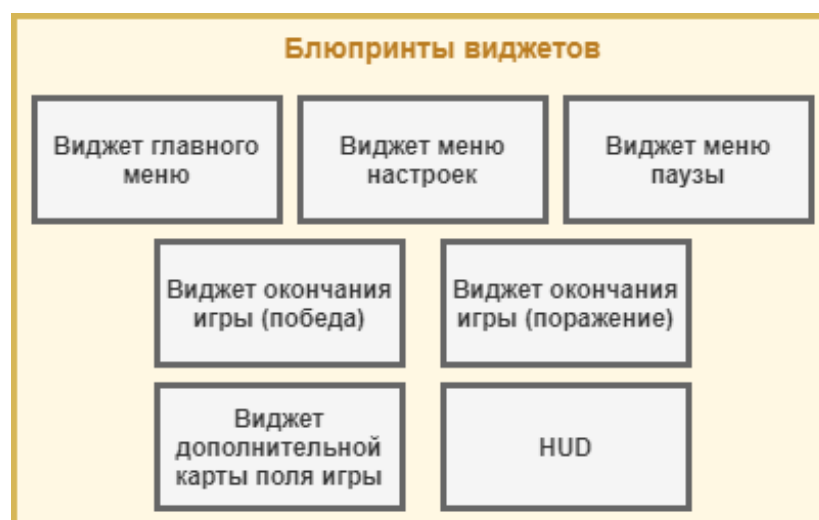 Блюпринты виджетов
Виджет главного
меню
Виджет меню
настроек
Виджет меню
паузы
Виджет окончания
игры (победа)
Виджет окончания
игры (поражение)
Виджет
дополнительной
карты поля игры
HUD